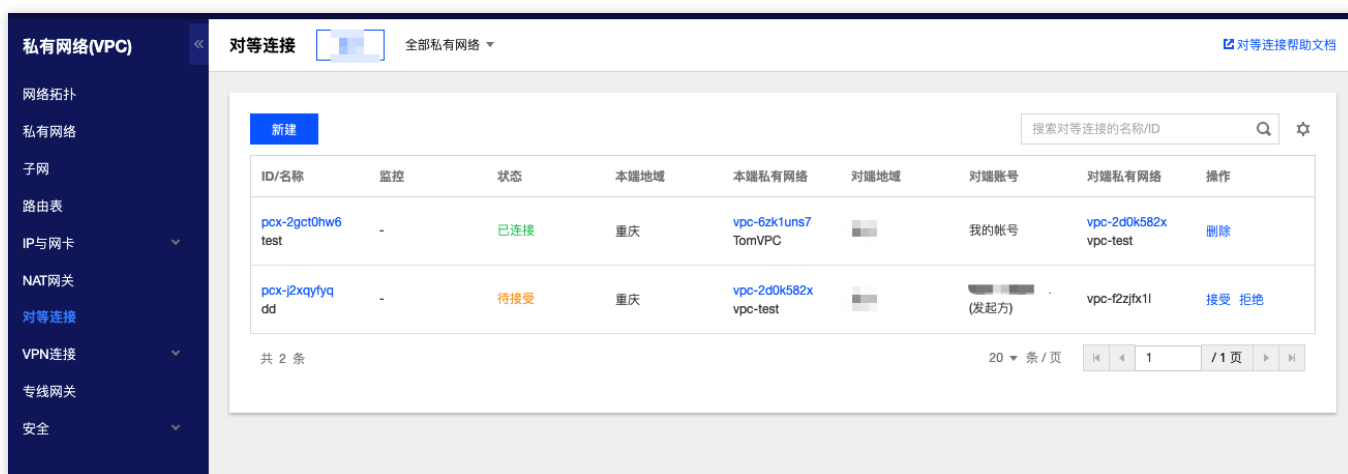 私有网络(VPC)
对等连接 全部私有网络
对等连接帮助文档
网络拓扑
私有网络
子网
路由表
IP与网卡
NAT网关
对等连接
VPN连接
专线网关
安全
新建
搜索对等连接的名称/ID
ID/名称 监控 状态 本端地域 本端私有网络 对端地域 对端账号 对端私有网络 操作
pcx-2gct0hw6 - 已连接 重庆 vpc-6zk1uns7 我的帐号 vpc-2d0k582x 删除
test TomVPC vpc-test
pcx-j2xqyfyq - 待接受 重庆 vpc-2d0k582x vpc-f2zjfx1l 接受 拒绝
dd vpc-test (发起方)
共 2 条
20 条 / 页 1 / 1 页